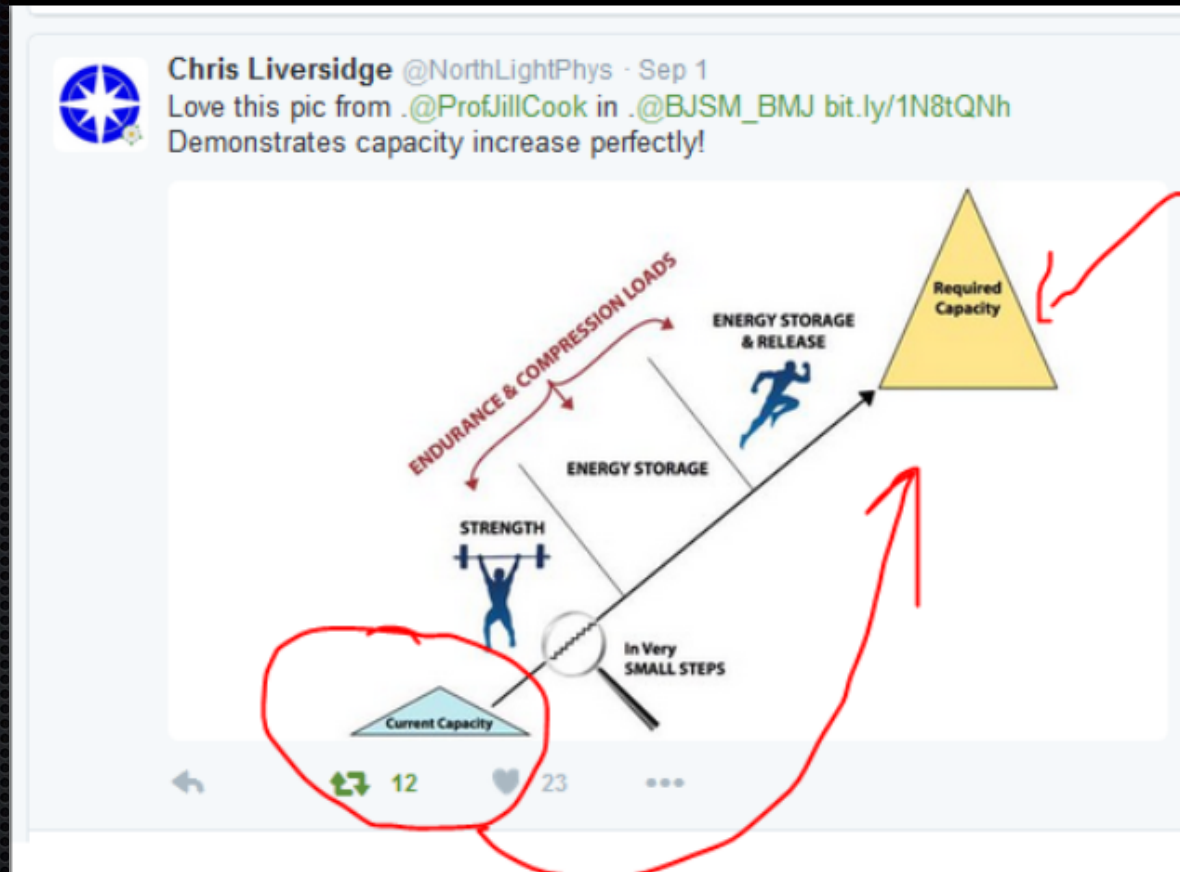 Chris Liversidge @NorthLightPhys · Sep 1
Love this pic from .@ProfJillCook in .@BJSM_BMJ bit.ly/1N8tQNh
Demonstrates capacity increase perfectly!
Required
Capacity
ENDURANCE & COMPRESSION LOADS
ENERGY STORAGE
& RELEASE
ENERGY STORAGE
STRENGTH
In Very
SMALL STEPS
Current Capacity
12
23